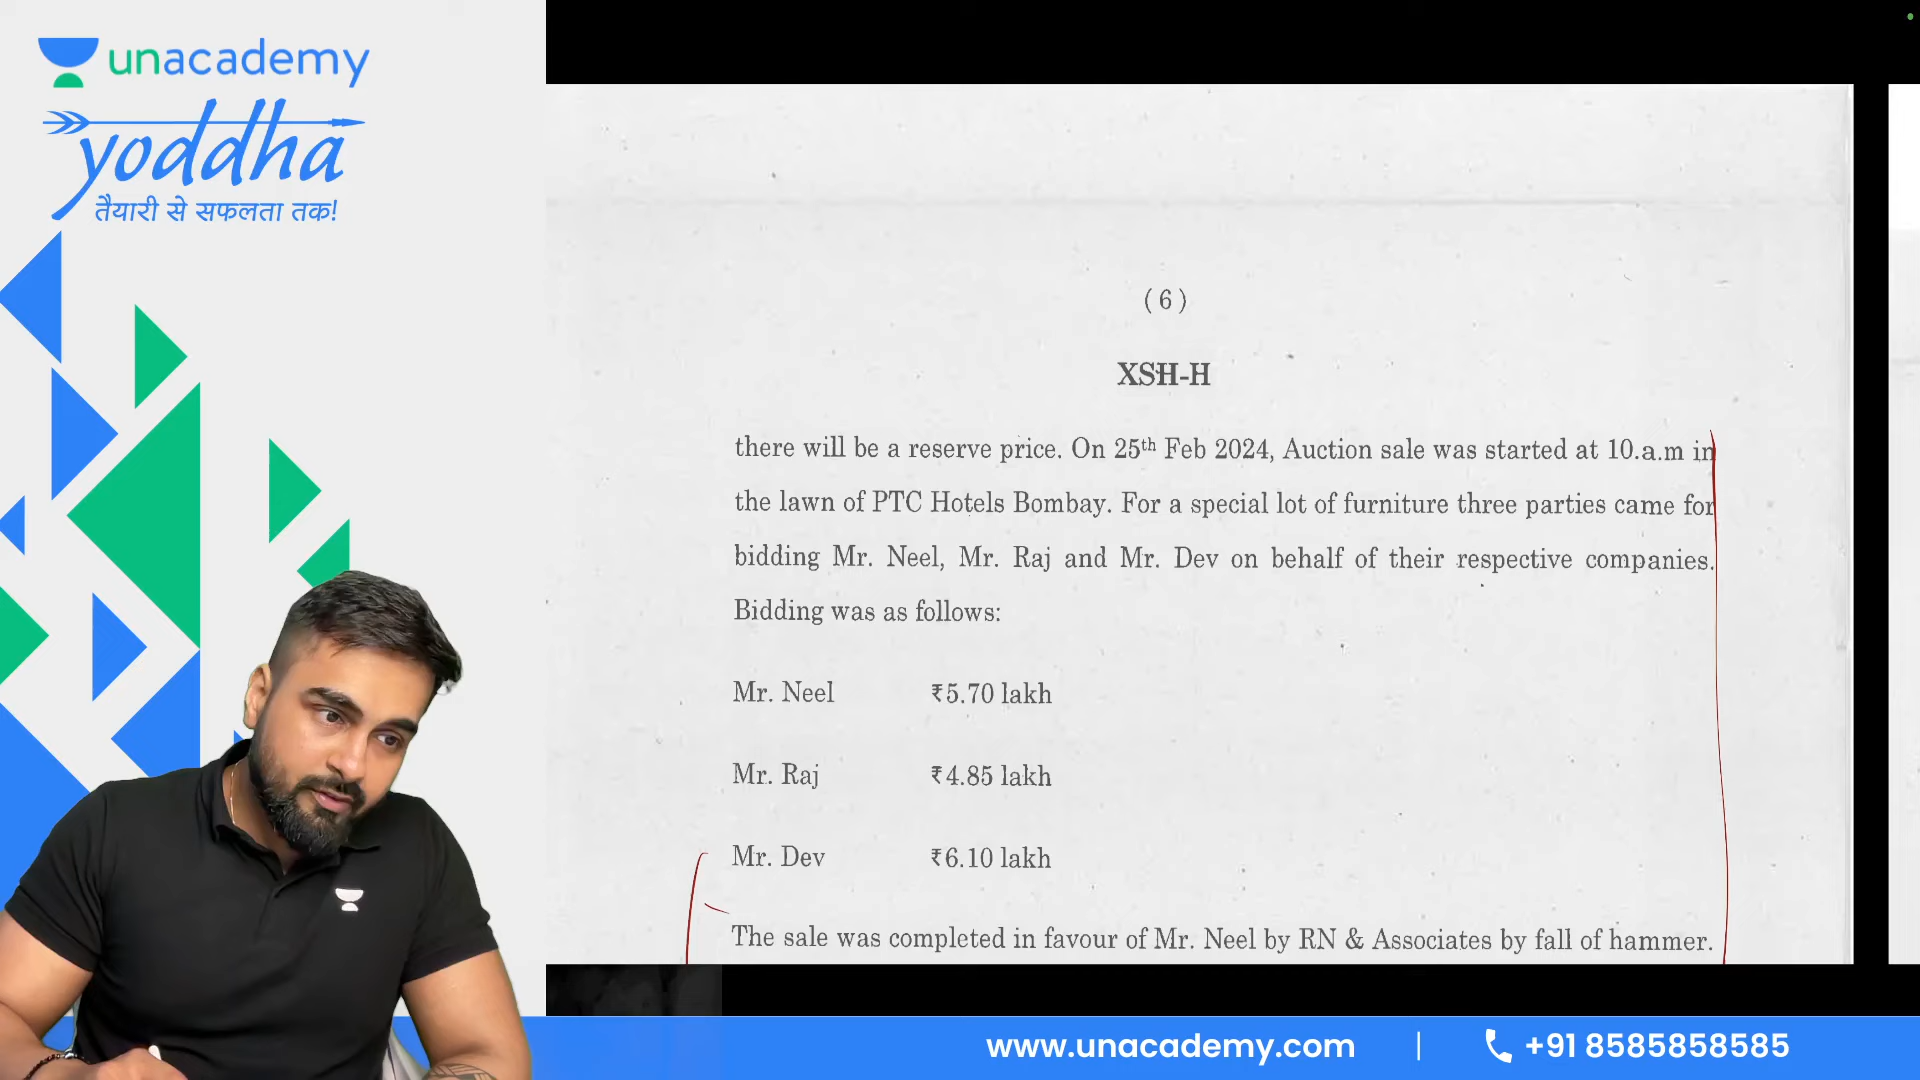 unacademy
yoddha
तैयारी से सफलता तक!
( 6 )
XSH-H
there will be a reserve price. On 25th Feb 2024, Auction sale was started at 10.a.m in
the lawn of PTC Hotels Bombay. For a special lot of furniture three parties came for
bidding Mr. Neel, Mr. Raj and Mr. Dev on behalf of their respective companies.
Bidding was as follows:
Mr. Neel ₹5.70 lakh
Mr. Raj ₹4.85 lakh
Mr. Dev ₹6.10 lakh
The sale was completed in favour of Mr. Neel by RN & Associates by fall of hammer.
www.unacademy.com | +91 8585858585